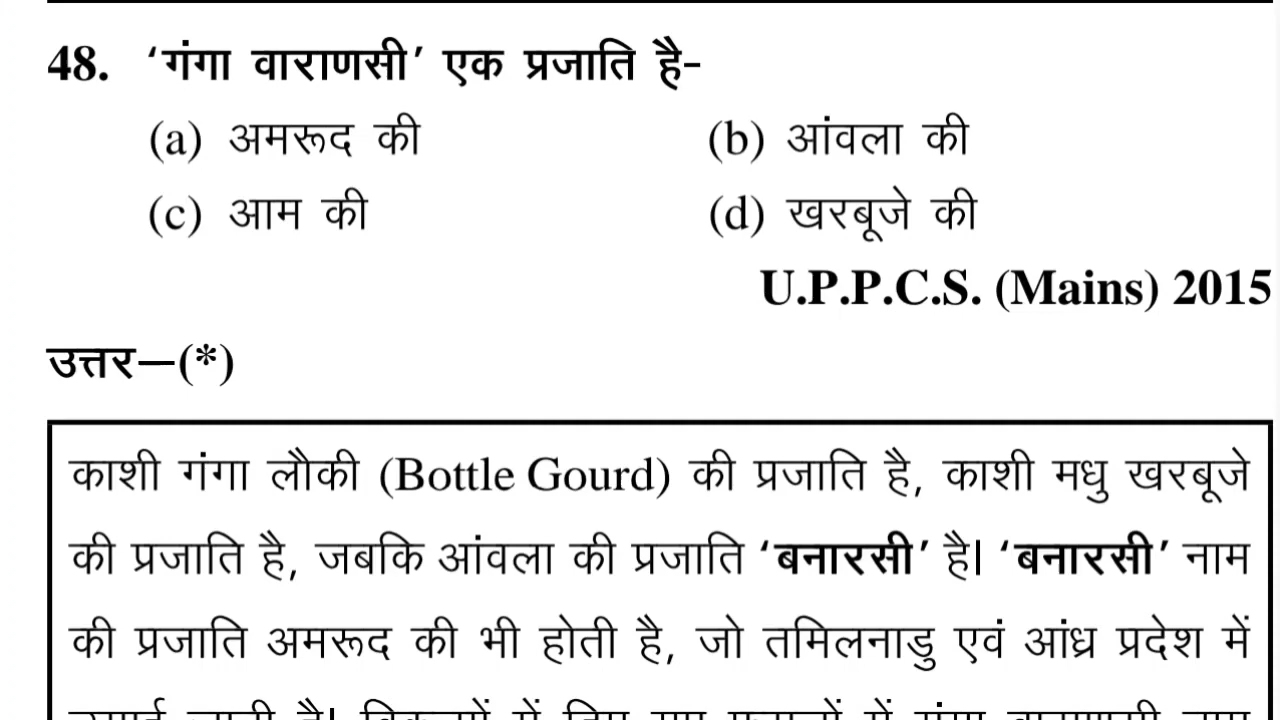 48. ‘गंगा वाराणसी’ एक प्रजाति है-
(a) अमरूद की (b) आंवला की
(c) आम की (d) खरबूजे की
U.P.P.C.S. (Mains) 2015
उत्तर—(*)
काशी गंगा लौकी (Bottle Gourd) की प्रजाति है, काशी मधु खरबूजे
की प्रजाति है, जबकि आंवला की प्रजाति ‘बनारसी’ है। ‘बनारसी’ नाम
की प्रजाति अमरूद की भी होती है, जो तमिलनाडु एवं आंध्र प्रदेश में